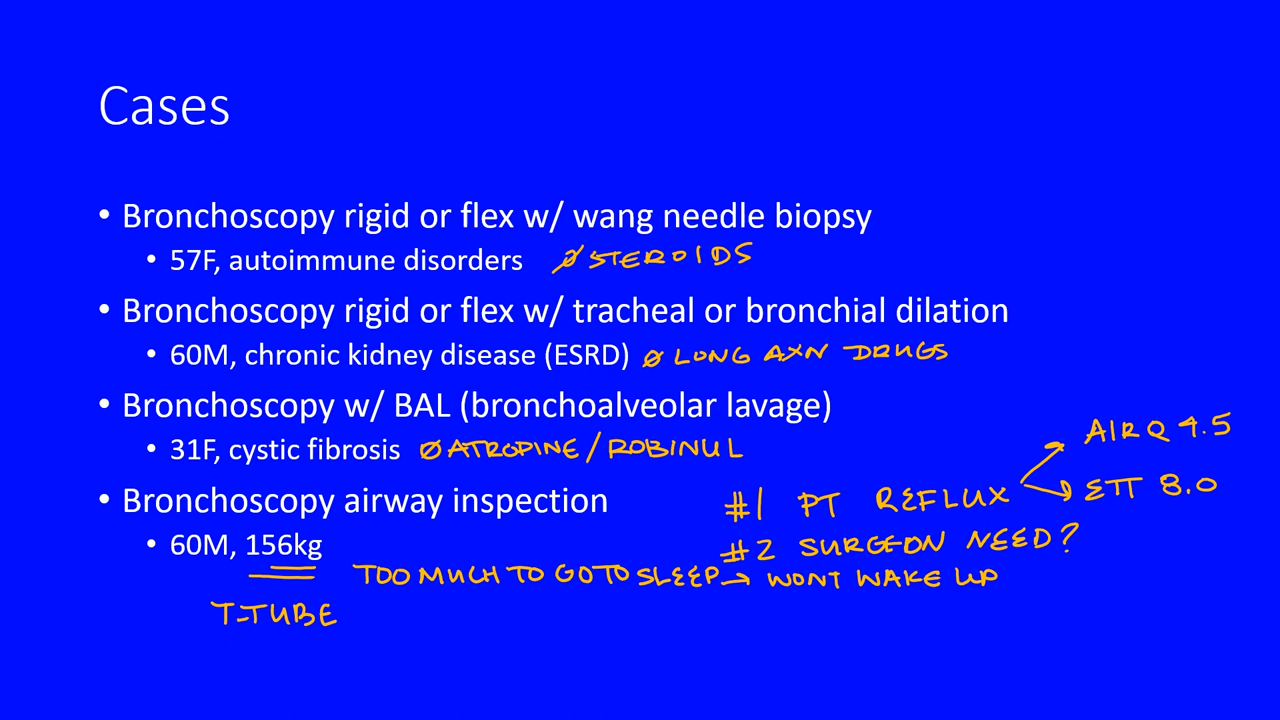 Cases
• Bronchoscopy rigid or flex w/ wang needle biopsy
• 57F, autoimmune disorders Ø STEROIDS
• Bronchoscopy rigid or flex w/ tracheal or bronchial dilation
• 60M, chronic kidney disease (ESRD) Ø LONG AXN DRUGS
• Bronchoscopy w/ BAL (bronchoalveolar lavage)
• 31F, cystic fibrosis Ø ATROPINE / ROBINUL
AIRQ 4.5
• Bronchoscopy airway inspection #1 PT REFLUX → ETT 8.0
• 60M, 156kg #2 SURGEON NEED?
TOO MUCH TO GO TO SLEEP → WONT WAKE UP
T-TUBE